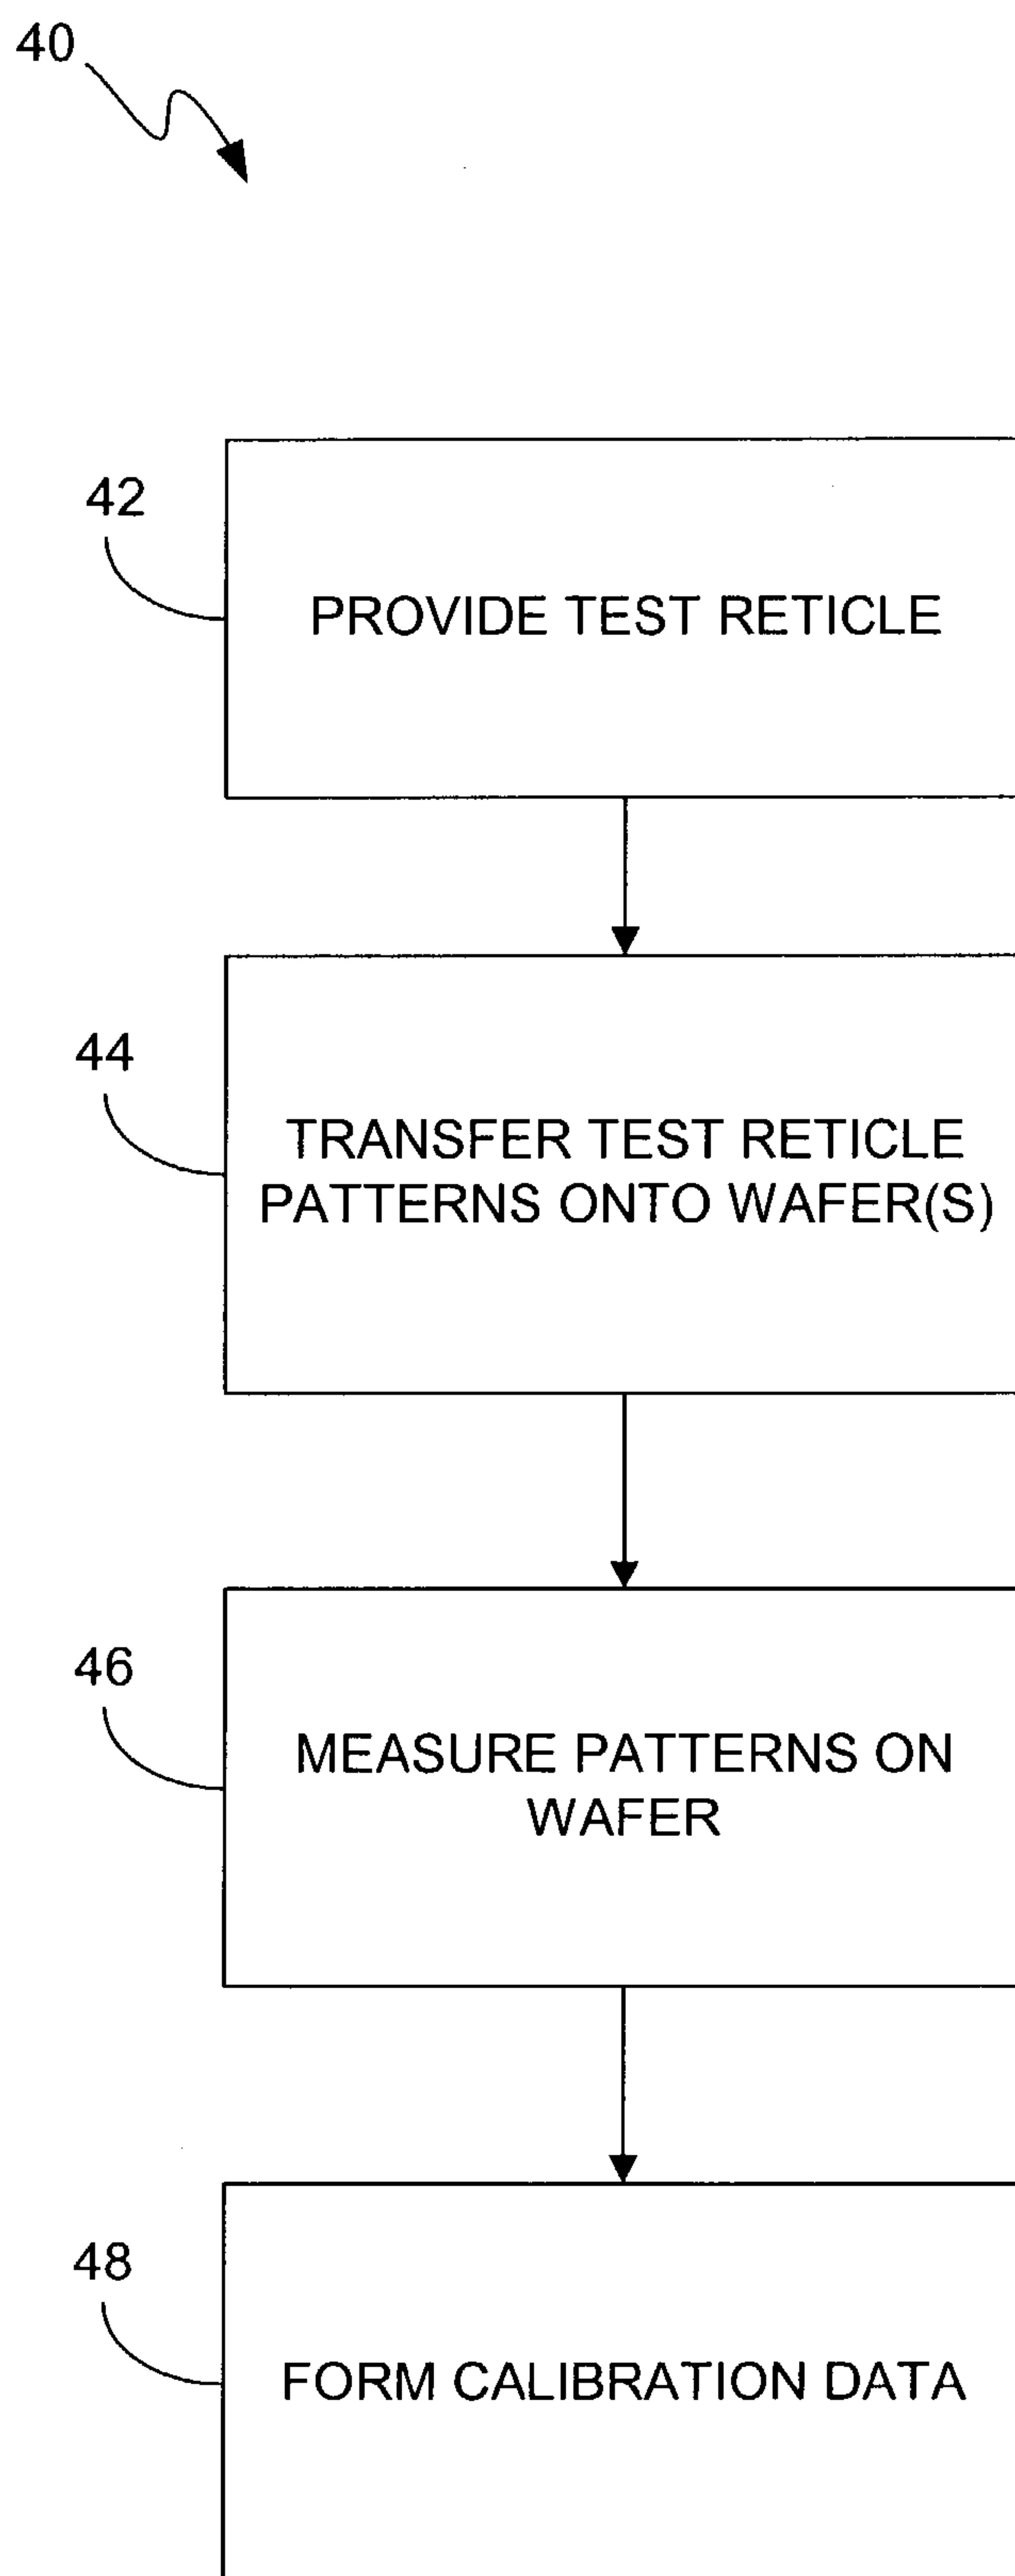 40
42
PROVIDE TEST RETICLE
44
TRANSFER TEST RETICLE
PATTERNS ONTO WAFER(S)
46
MEASURE PATTERNS ON
WAFER
48
FORM CALIBRATION DATA